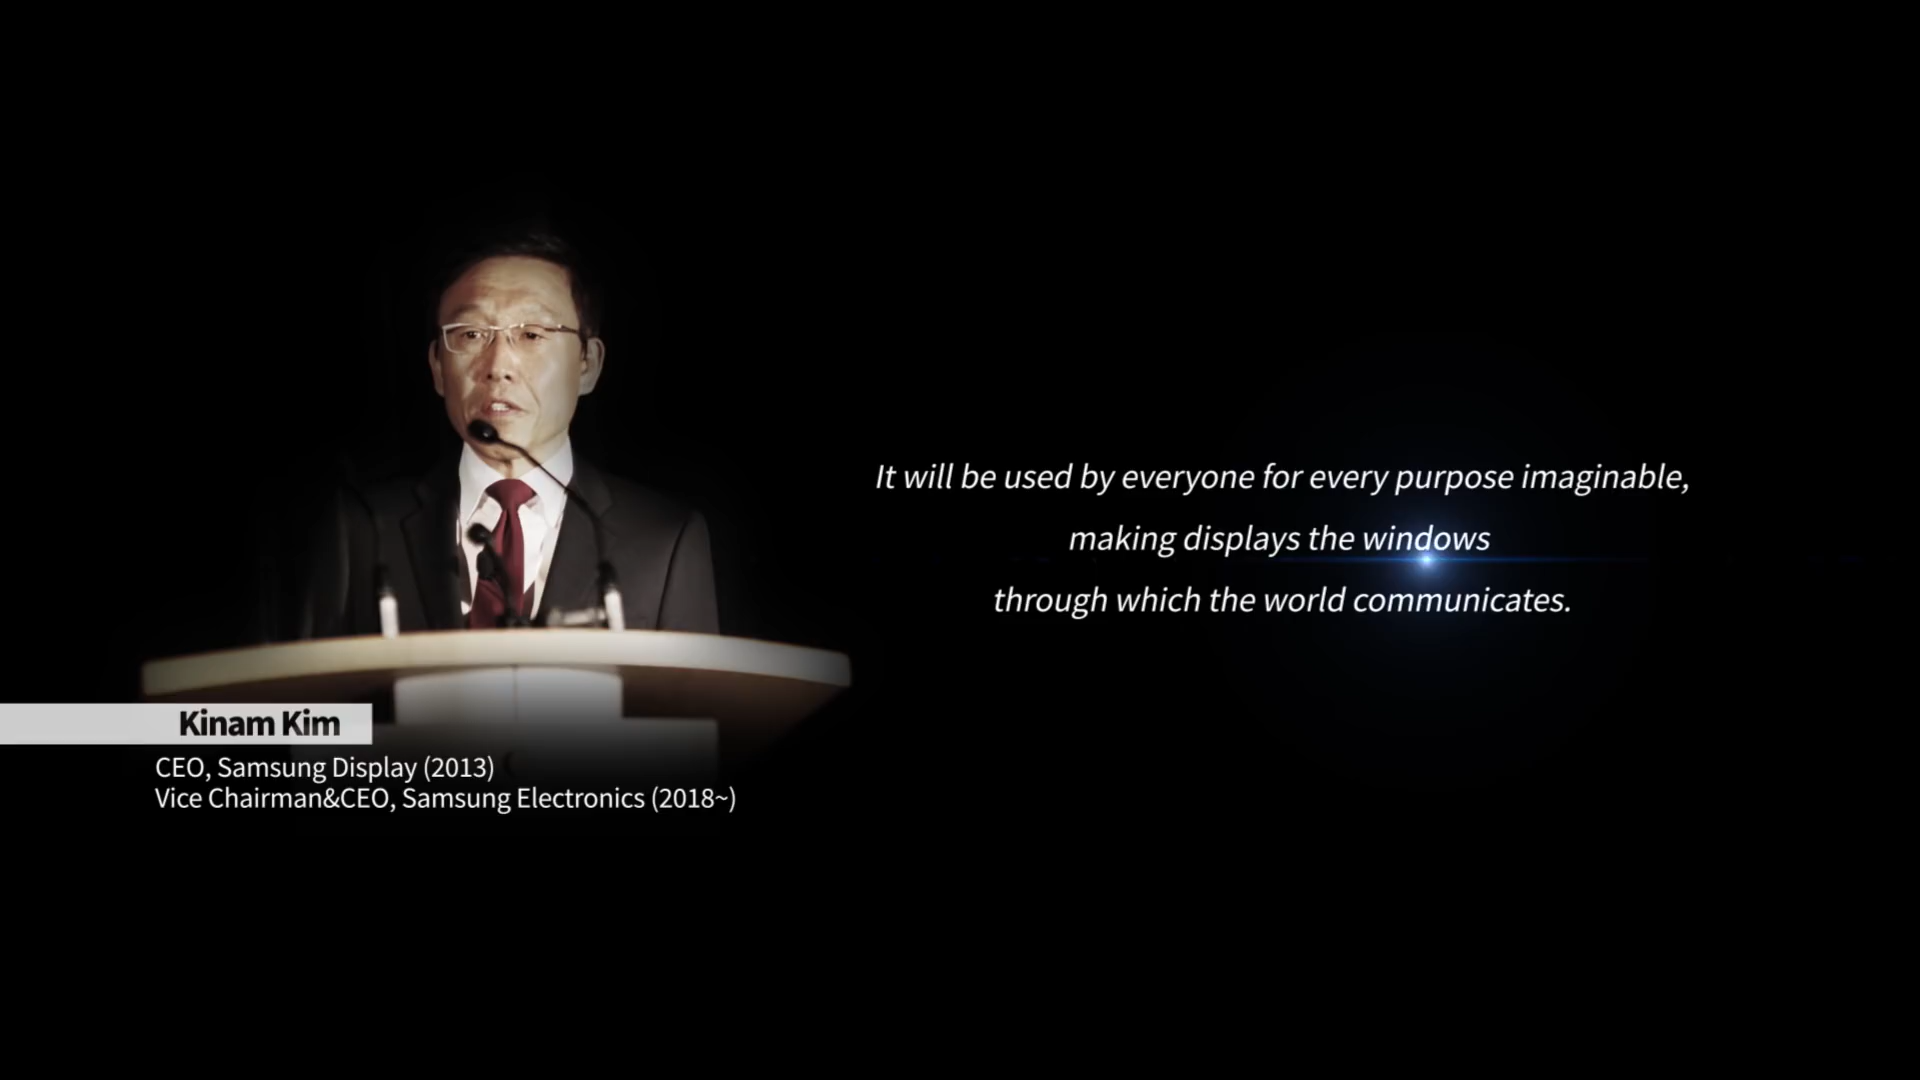 It will be used by everyone for every purpose imaginable,
making displays the windows
through which the world communicates.
Kinam Kim
CEO, Samsung Display (2013)
Vice Chairman&CEO, Samsung Electronics (2018~)